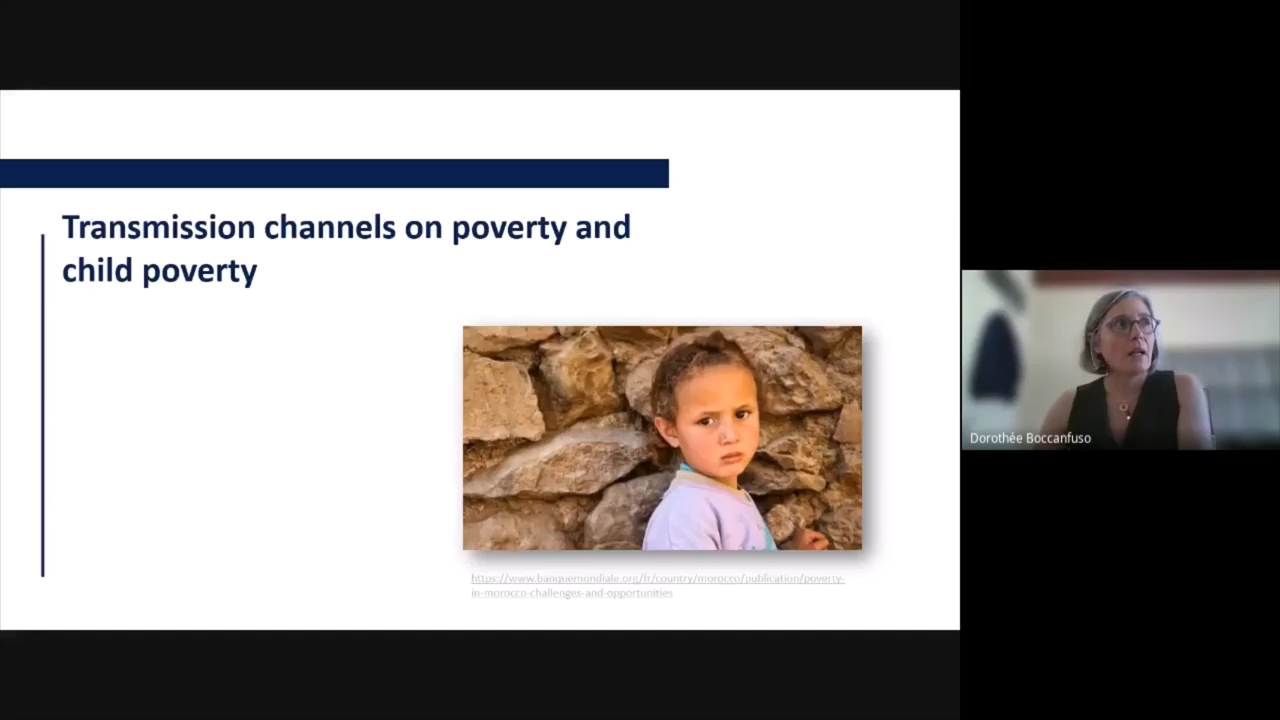 Transmission channels on poverty and
child poverty
https://www.banquemondiale.org/fr/country/morocco/publication/poverty-
in-morocco-challenges-and-opportunities
Dorothée Boccanfuso